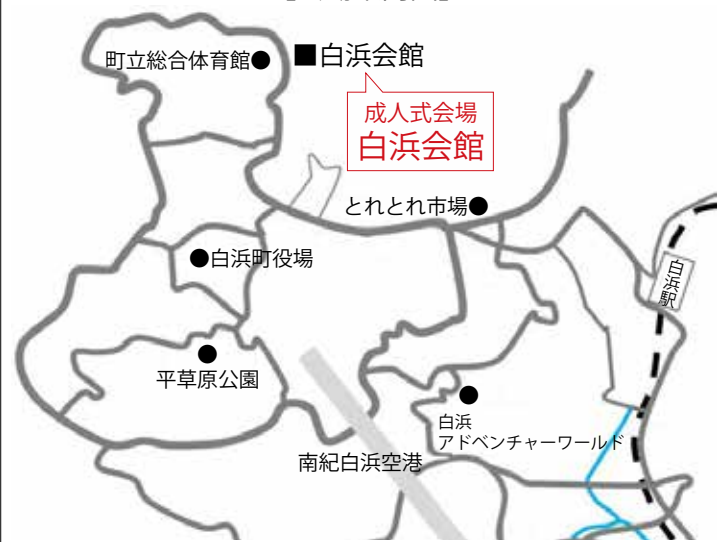 町立総合体育館●
■白浜会館
成人式会場
白浜会館
とれとれ市場●
●白浜町役場
白浜駅
平草原公園
白浜
アドベンチャーワールド
南紀白浜空港